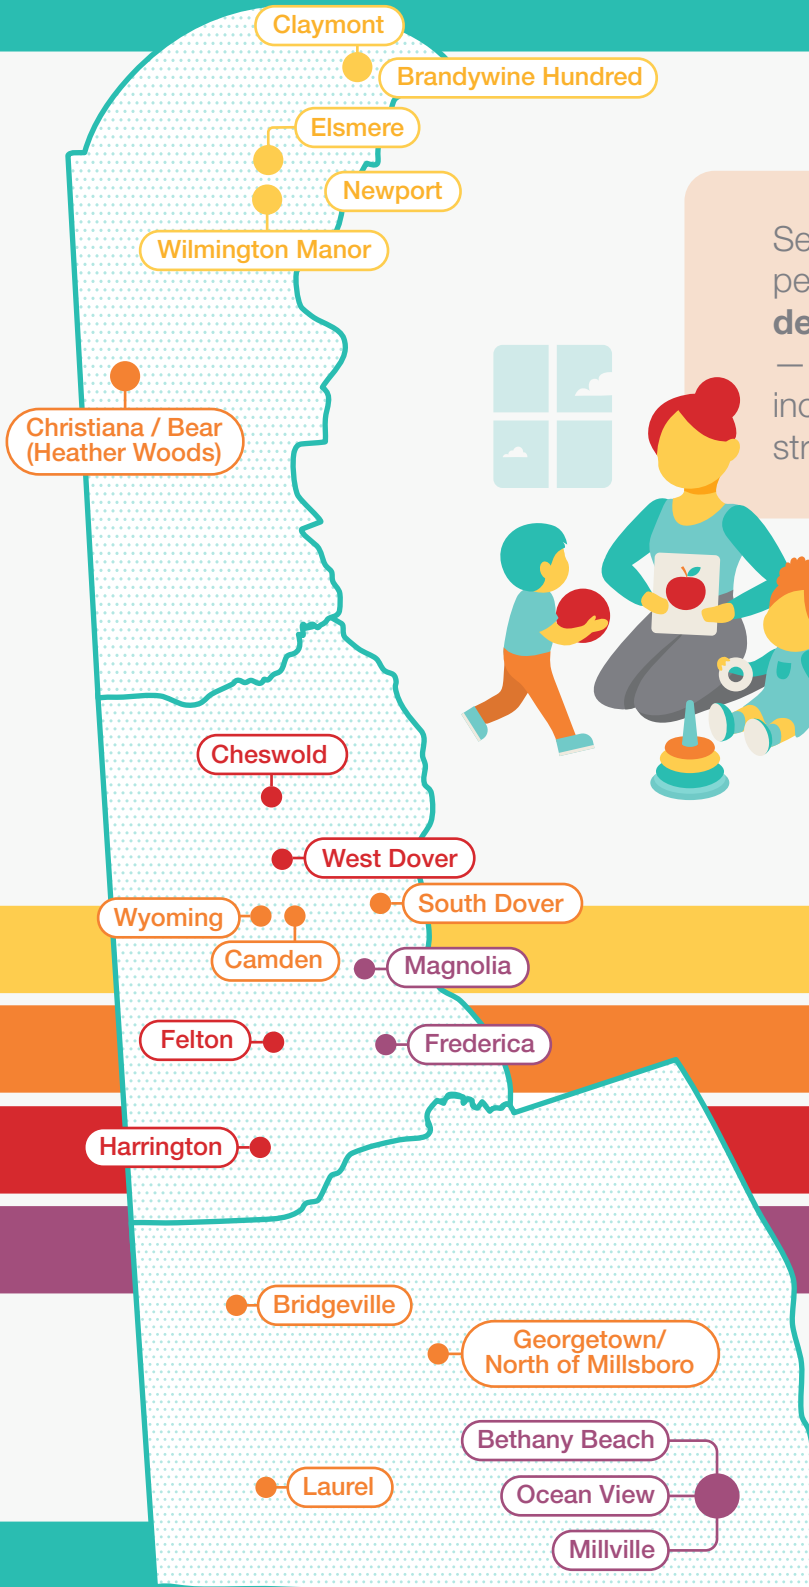 Claymont
Brandywine Hundred
Elsmere
Newport
Wilmington Manor
Christiana / Bear
(Heather Woods)
Cheswold
West Dover
South Dover
Wyoming
Camden
Magnolia
Felton
Frederica
Harrington
Bridgeville
Georgetown/
North of Millsboro
Bethany Beach
Laurel
Ocean View
Millville